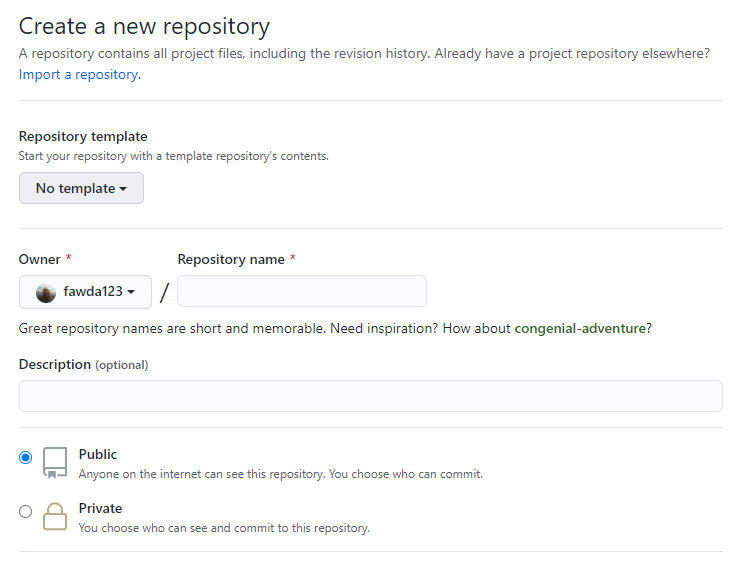 Create a new repository
A repository contains all project files, including the revision history. Already have a project repository elsewhere?
Import a repository.
Repository template
Start your repository with a template repository's contents.
No template
Owner * Repository name *
fawda123 /
Great repository names are short and memorable. Need inspiration? How about congenial-adventure?
Description (optional)
Public
Anyone on the internet can see this repository. You choose who can commit.
Private
You choose who can see and commit to this repository.